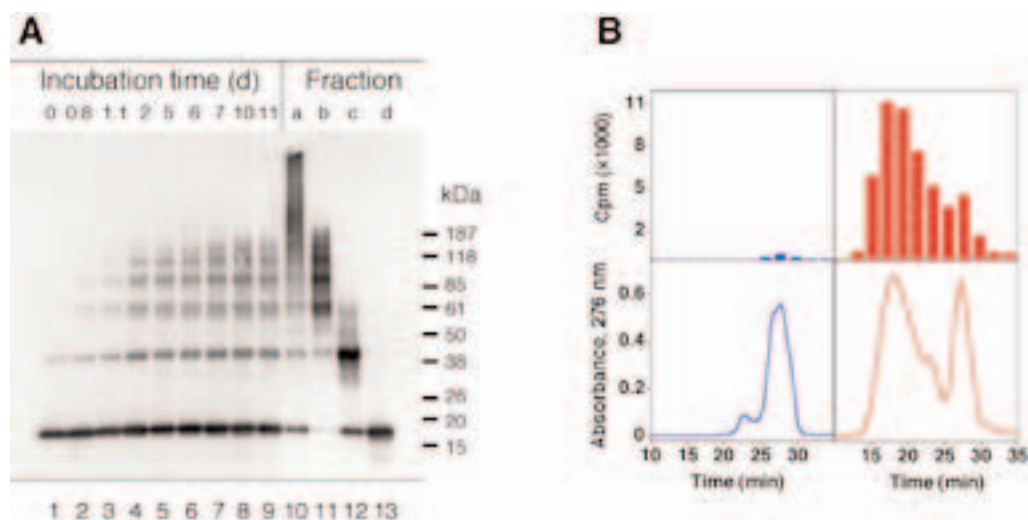 A
Incubation time (d) Fraction
0 0.8 1.1 2 5 6 7 10 11 a b c d
kDa
187
118
85
61
50
38
26
20
15
1 2 3 4 5 6 7 8 9 10 11 12 13
B
Cpm (×1000)
11
8
5
2
Absorbance, 276 nm
0.6
0.4
0.2
0
10 15 20 25 30 15 20 25 30 35
Time (min) Time (min)